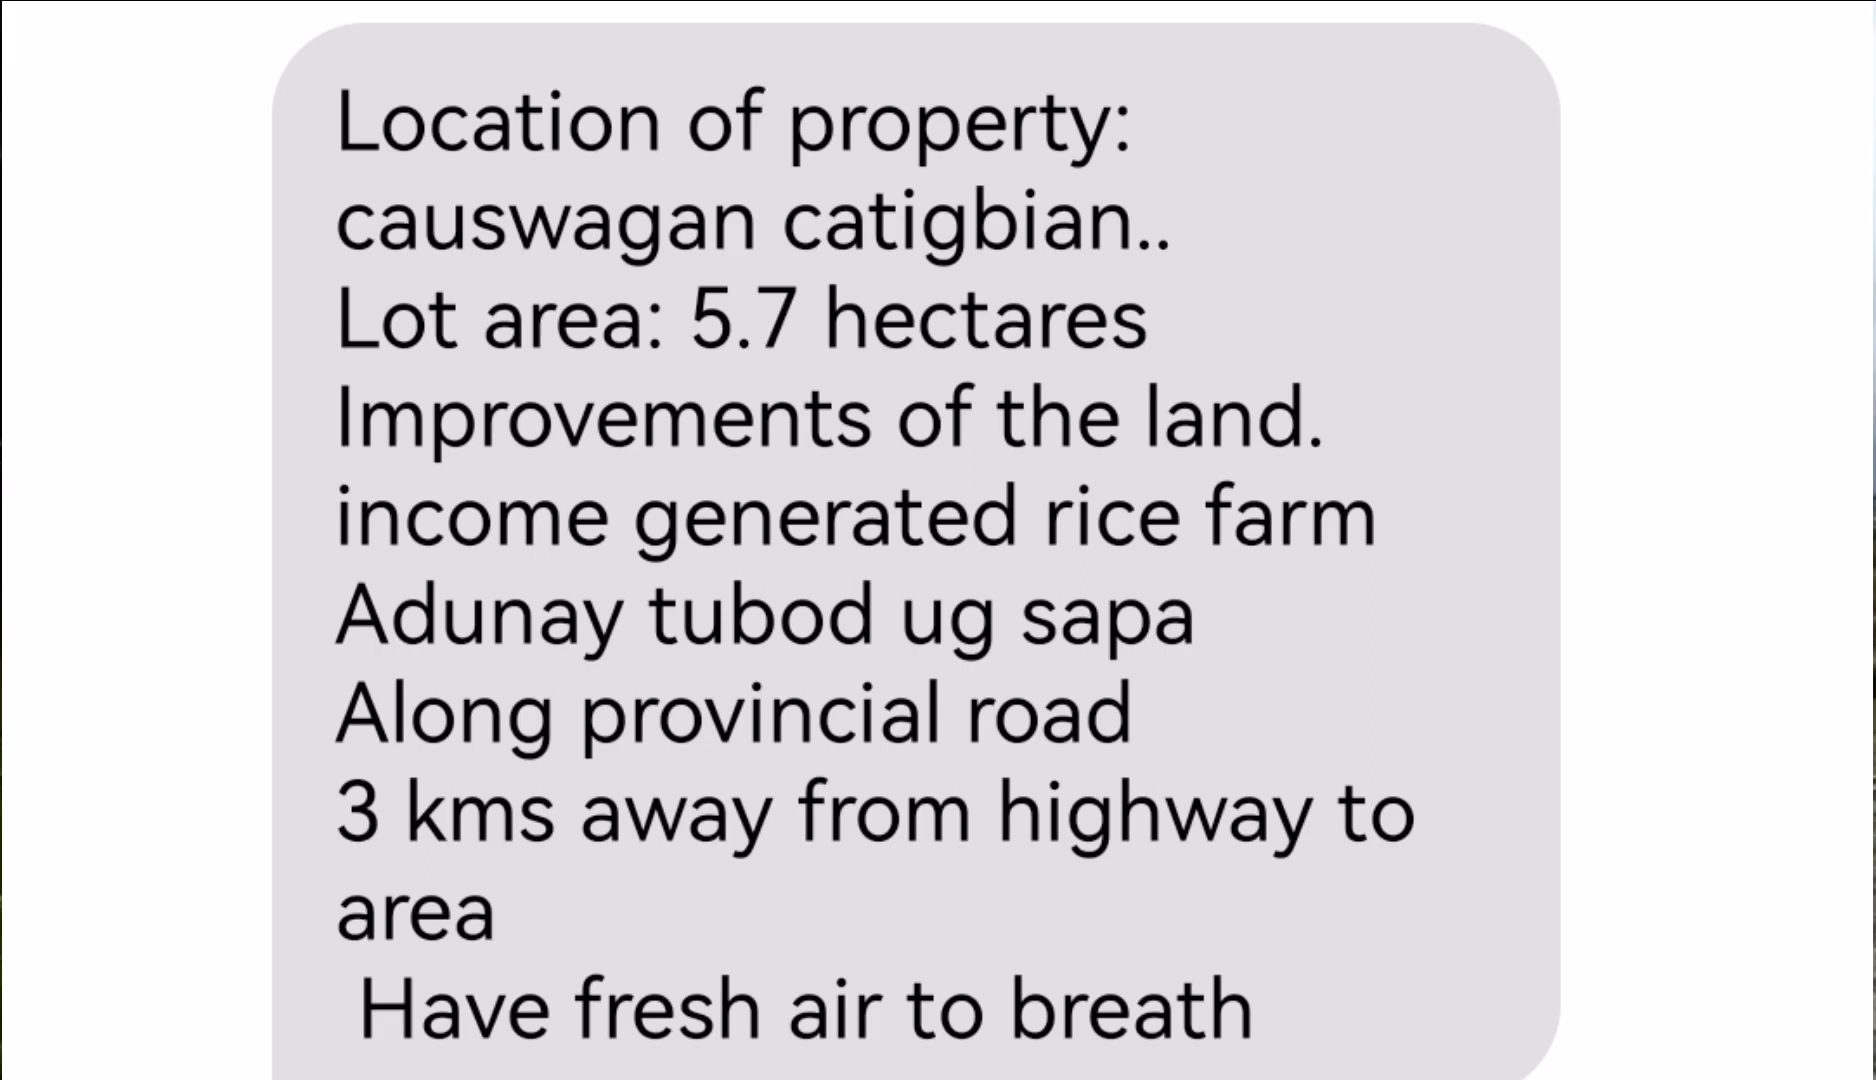 Location of property:
causwagan catigbian..
Lot area: 5.7 hectares
Improvements of the land.
income generated rice farm
Adunay tubod ug sapa
Along provincial road
3 kms away from highway to
area
Have fresh air to breath